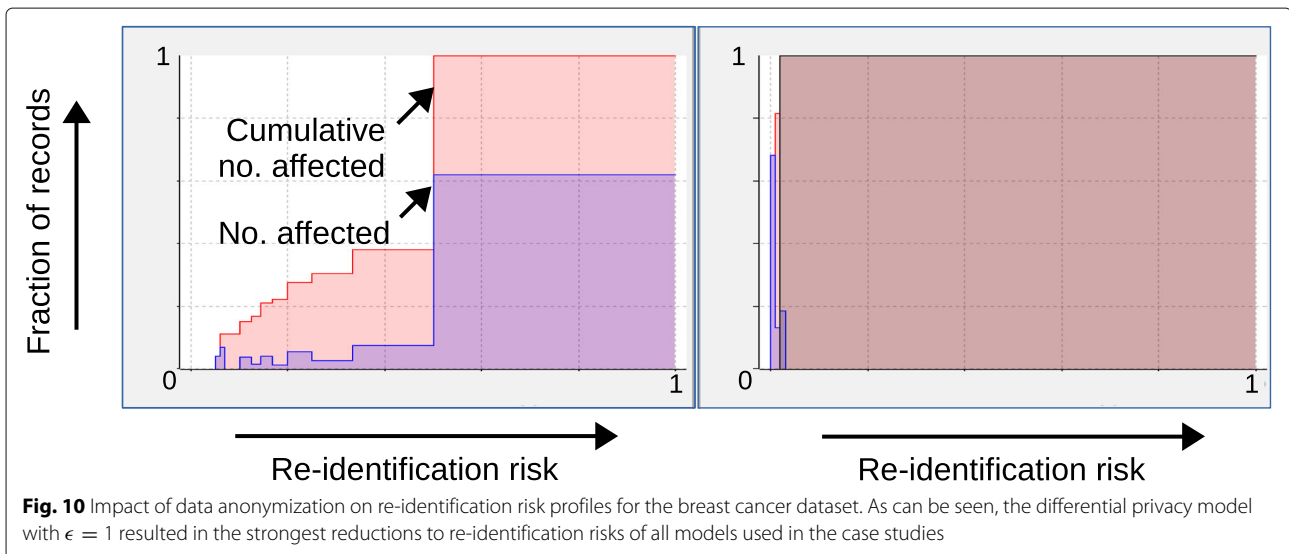 1
Cumulative
no. affected
No. affected
Fraction of records
0
1
Re-identification risk
1
0
1
Re-identification risk
Fig. 10 Impact of data anonymization on re-identification risk profiles for the breast cancer dataset. As can be seen, the differential privacy model
with ϵ = 1 resulted in the strongest reductions to re-identification risks of all models used in the case studies